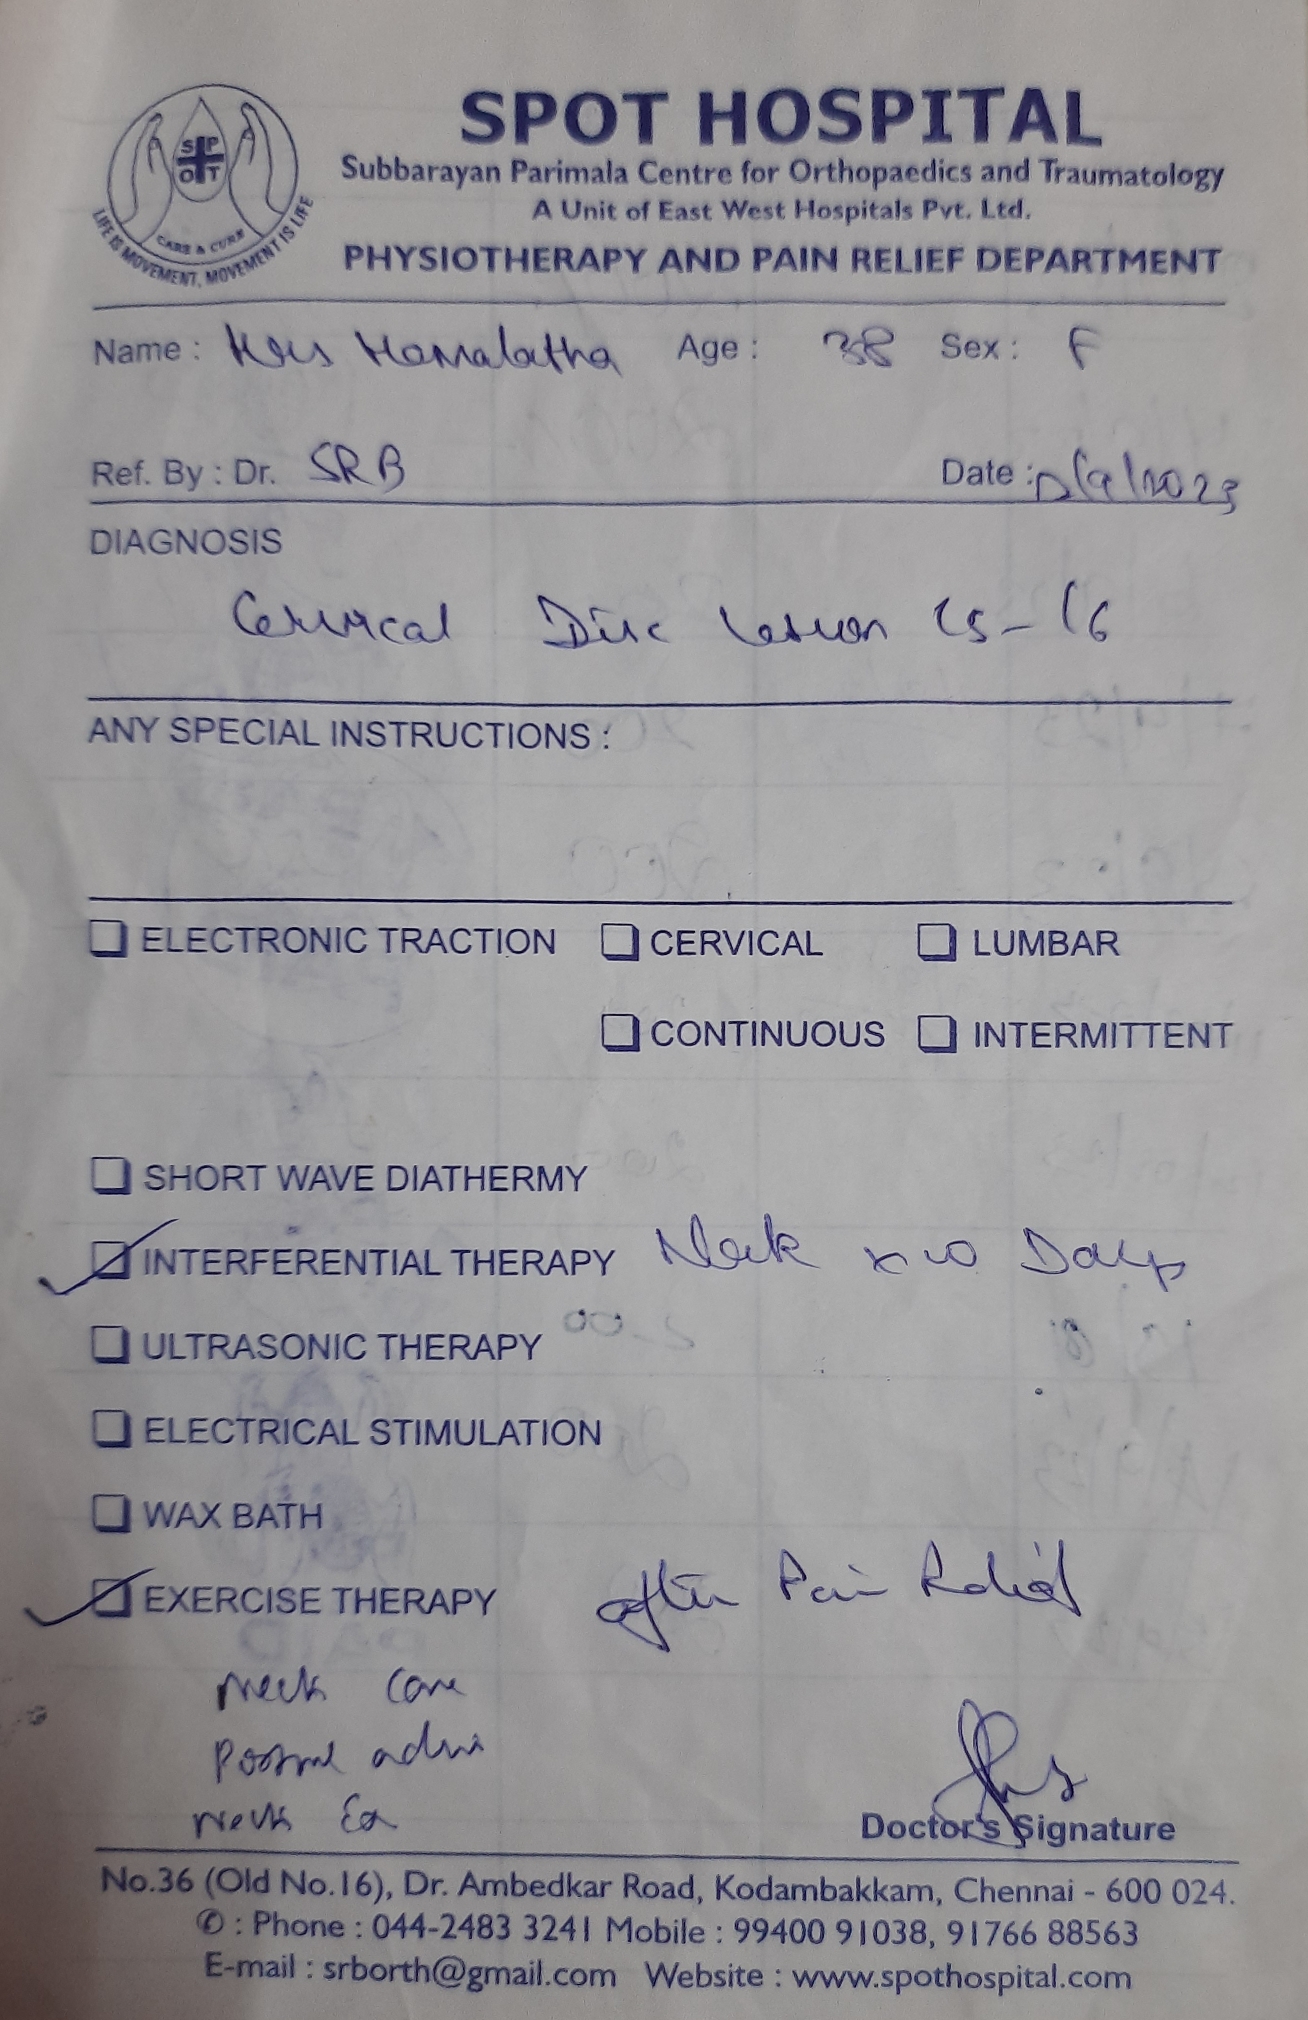 SPOT HOSPITAL
Subbarayan Parimala Centre for Orthopaedics and Traumatology
A Unit of East West Hospitals Pvt. Ltd.
PHYSIOTHERAPY AND PAIN RELIEF DEPARTMENT
SPOT
CARE & CURE
LIFE IS MOVEMENT, MOVEMENT IS LIFE
Name : Mrs Hemalatha Age : 38 Sex : F
Ref. By : Dr. SRB Date : /9/2023
DIAGNOSIS
Cervical Disc Lesion C5-C6
ANY SPECIAL INSTRUCTIONS :
ELECTRONIC TRACTION CERVICAL LUMBAR
CONTINUOUS INTERMITTENT
SHORT WAVE DIATHERMY
INTERFERENTIAL THERAPY Neck x 10 Days
ULTRASONIC THERAPY
ELECTRICAL STIMULATION
WAX BATH
EXERCISE THERAPY after Pain Relief
Neck Care
Postural advice
Neck Ex
Doctor's Signature
No.36 (Old No.16), Dr. Ambedkar Road, Kodambakkam, Chennai - 600 024.
✆ : Phone : 044-2483 3241 Mobile : 99400 91038, 91766 88563
E-mail : srborth@gmail.com Website : www.spothospital.com